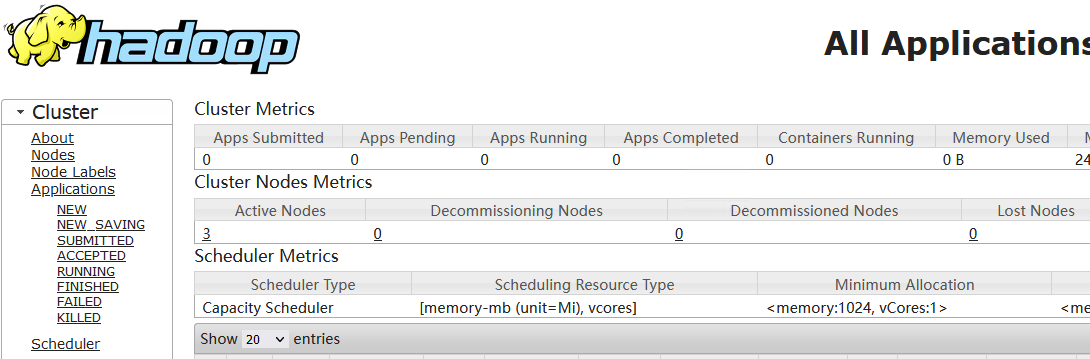 hadoop
All Applications
Cluster
About
Nodes
Node Labels
Applications
NEW
NEW_SAVING
SUBMITTED
ACCEPTED
RUNNING
FINISHED
FAILED
KILLED
Scheduler
Cluster Metrics
Apps Submitted Apps Pending Apps Running Apps Completed Containers Running Memory Used M
0 0 0 0 0 0 B 24
Cluster Nodes Metrics
Active Nodes Decommissioning Nodes Decommissioned Nodes Lost Nodes
3 0 0 0
Scheduler Metrics
Scheduler Type Scheduling Resource Type Minimum Allocation
Capacity Scheduler [memory-mb (unit=Mi), vcores] <memory:1024, vCores:1> <me
Show 20 entries